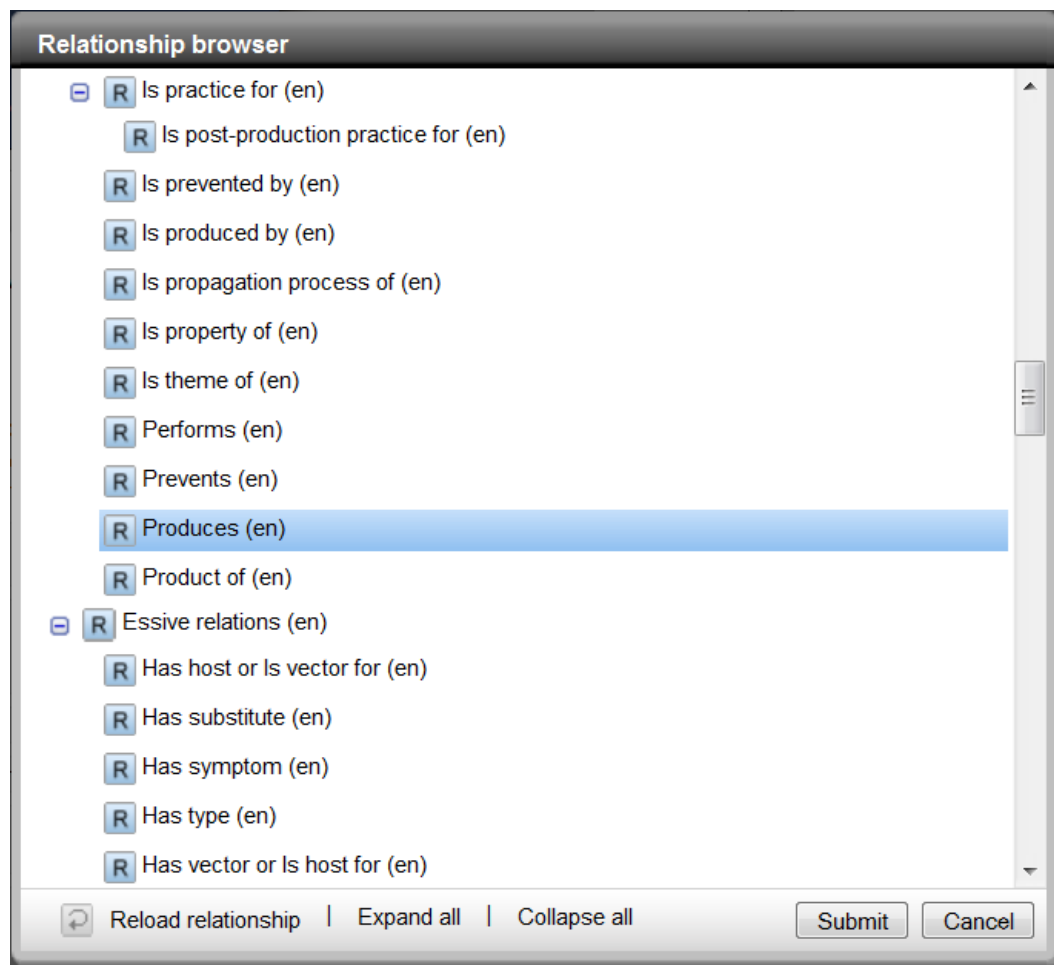 Relationship browser
R Is practice for (en)
R Is post-production practice for (en)
R Is prevented by (en)
R Is produced by (en)
R Is propagation process of (en)
R Is property of (en)
R Is theme of (en)
R Performs (en)
R Prevents (en)
R Produces (en)
R Product of (en)
R Essive relations (en)
R Has host or Is vector for (en)
R Has substitute (en)
R Has symptom (en)
R Has type (en)
R Has vector or Is host for (en)
Reload relationship | Expand all | Collapse all Submit Cancel